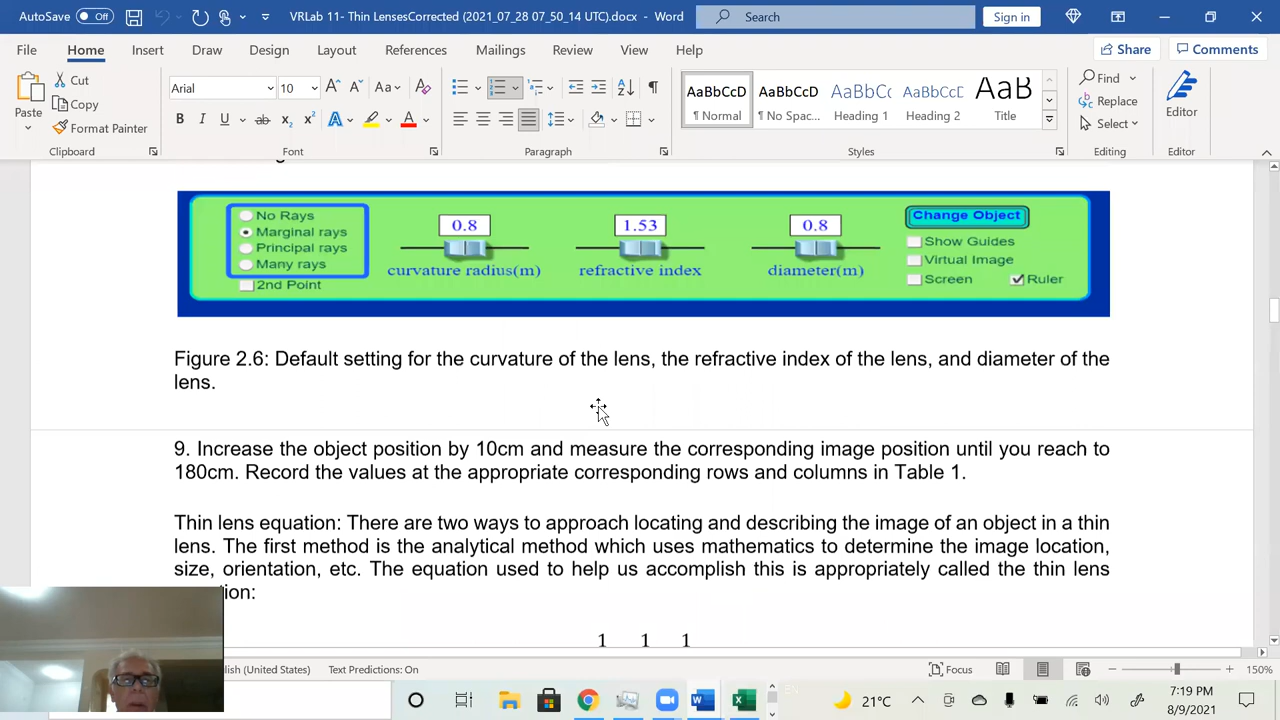 AutoSave Off VRLab 11- Thin LensesCorrected (2021_07_28 07_50_14 UTC).docx - Word Search Sign in
File Home Insert Draw Design Layout References Mailings Review View Help Share Comments
Paste Cut Copy Format Painter
Arial 10
AaBbCcD AaBbCcD AaBbCc AaBbCcD AaB
¶ Normal ¶ No Spac... Heading 1 Heading 2 Title
Find Replace Select Editor
Clipboard Font Paragraph Styles Editing Editor
No Rays
Marginal rays
Principal rays
Many rays
2nd Point
0.8 1.53 0.8
curvature radius(m) refractive index diameter(m)
Change Object
Show Guides
Virtual Image
Screen Ruler
Figure 2.6: Default setting for the curvature of the lens, the refractive index of the lens, and diameter of the
lens.
9. Increase the object position by 10cm and measure the corresponding image position until you reach to
180cm. Record the values at the appropriate corresponding rows and columns in Table 1.
Thin lens equation: There are two ways to approach locating and describing the image of an object in a thin
lens. The first method is the analytical method which uses mathematics to determine the image location,
size, orientation, etc. The equation used to help us accomplish this is appropriately called the thin lens
tion:
1 1 1
lish (United States) Text Predictions: On Focus 150%
21°C
7:19 PM
8/9/2021